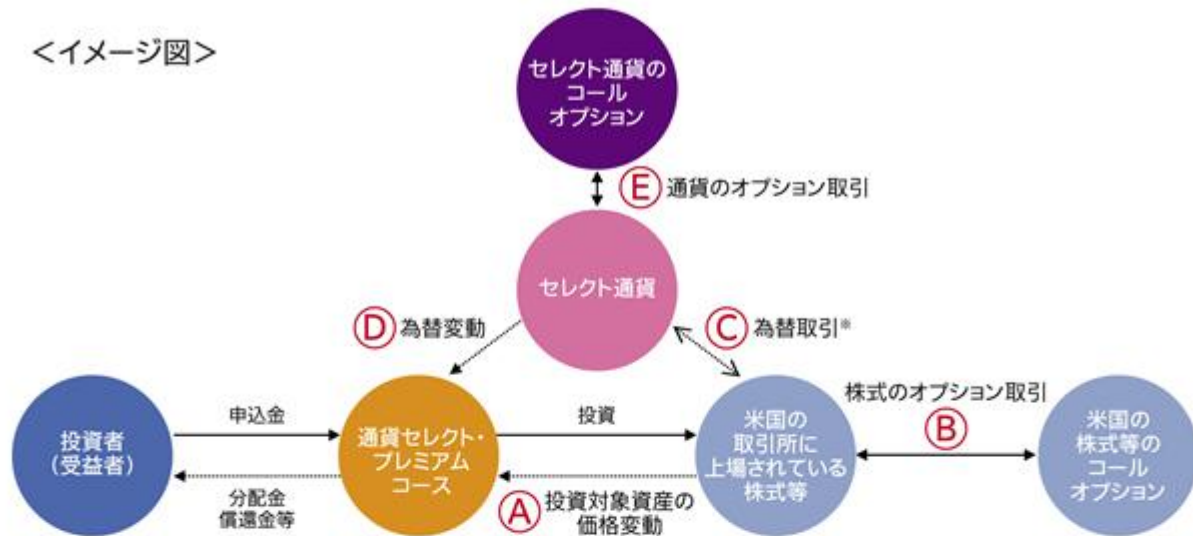 ＜イメージ図＞
セレクト通貨の
コール
オプション
Ⓔ 通貨のオプション取引
セレクト通貨
Ⓓ 為替変動
Ⓒ 為替取引※
投資者
（受益者）
申込金
分配金
償還金等
通貨セレクト・
プレミアム
コース
投資
Ⓐ 投資対象資産の
価格変動
米国の
取引所に
上場されている
株式等
株式のオプション取引
Ⓑ
米国の
株式等の
コール
オプション